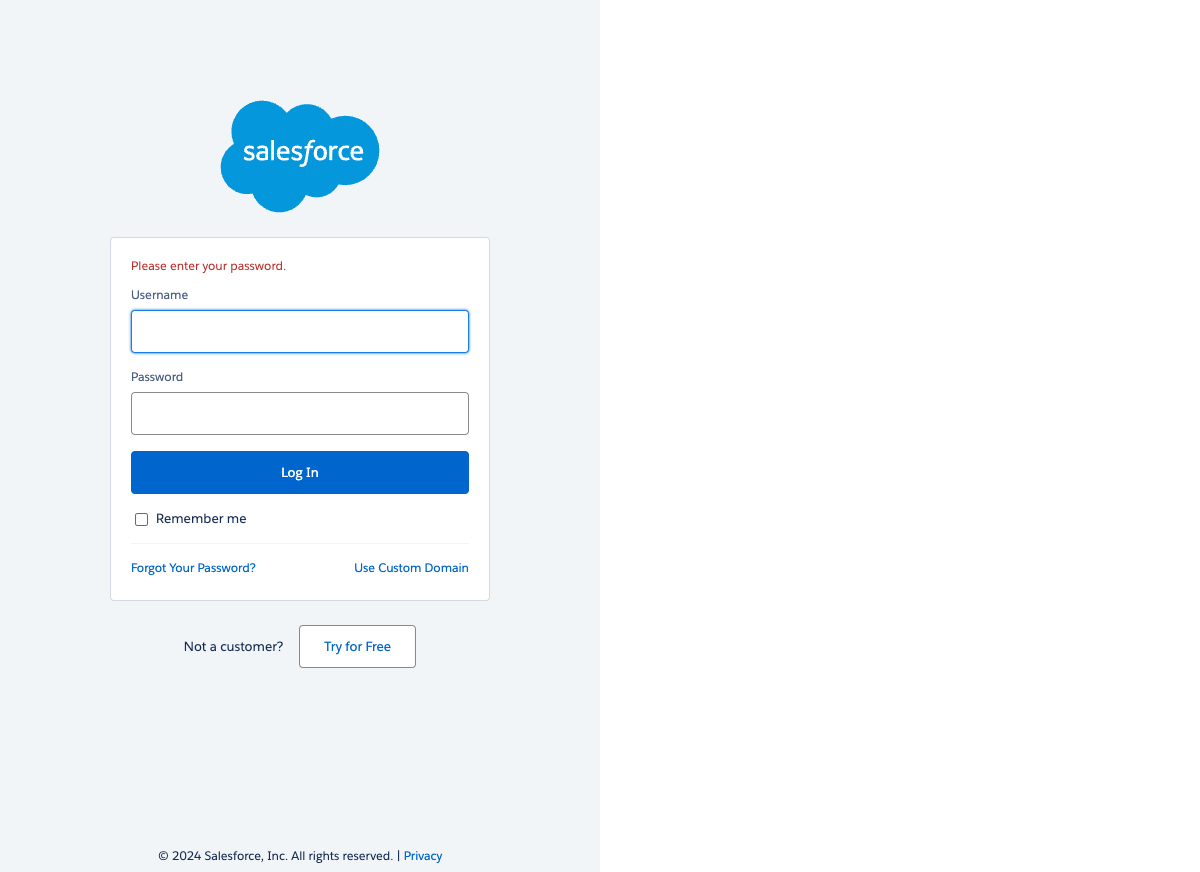 salesforce
Please enter your password.
Username
Password
Log In
Remember me
Forgot Your Password? Use Custom Domain
Not a customer? Try for Free
© 2024 Salesforce, Inc. All rights reserved. | Privacy